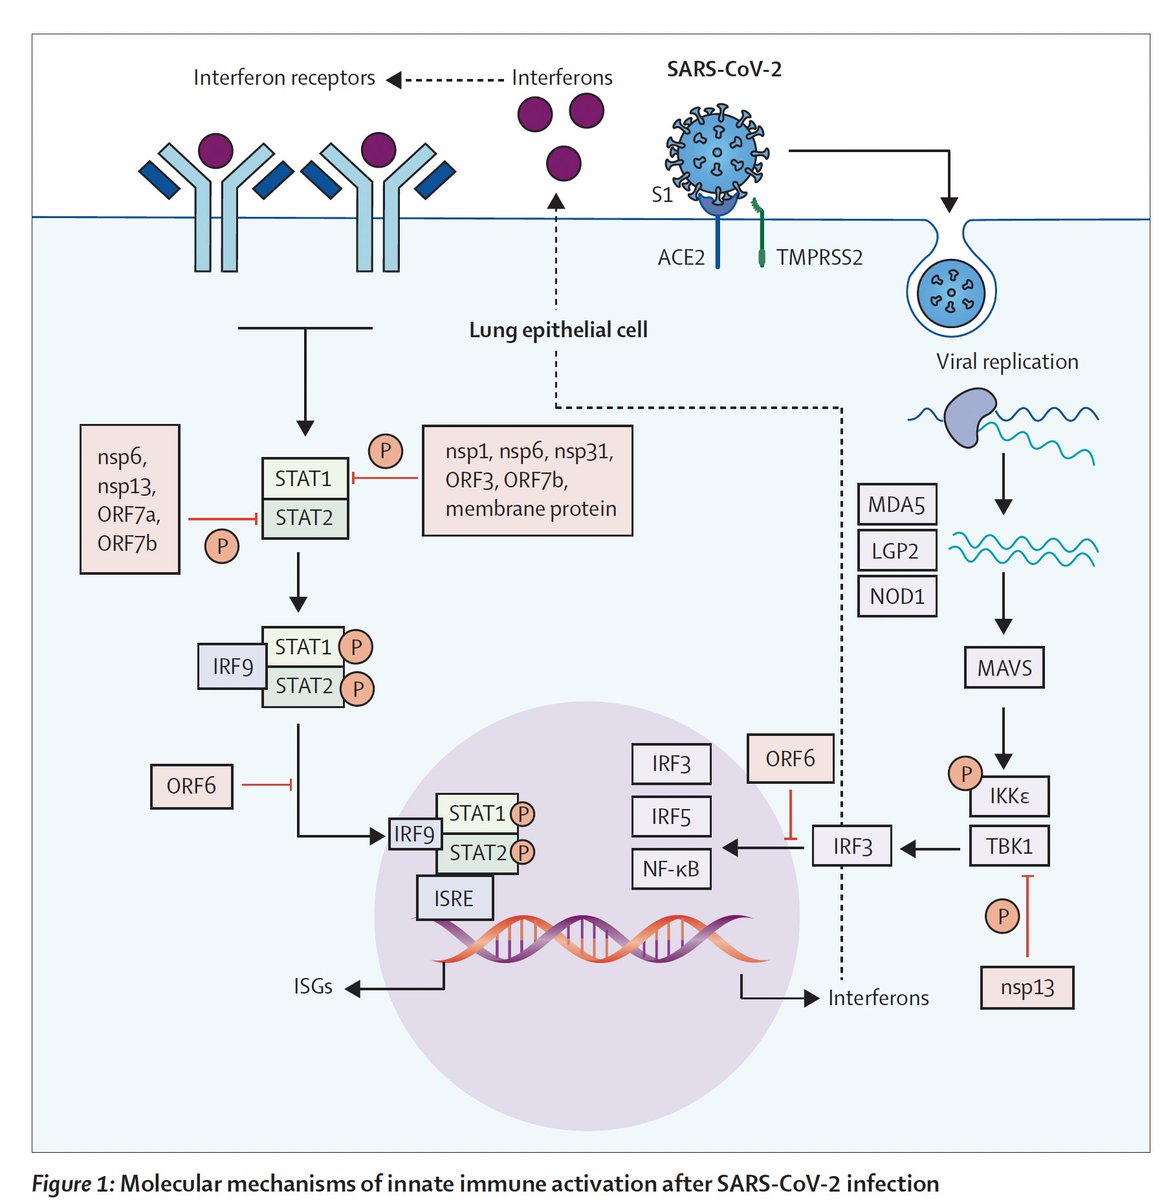 Interferon receptors
Interferons
SARS-CoV-2
S1
ACE2
TMPRSS2
Lung epithelial cell
Viral replication
nsp6,
nsp13,
ORF7a,
ORF7b
P
STAT1
STAT2
P
nsp1, nsp6, nsp31,
ORF3, ORF7b,
membrane protein
MDA5
LGP2
NOD1
IRF9
STAT1
P
STAT2
P
MAVS
ORF6
IRF3
IRF5
NF-κB
ORF6
P
IKKε
TBK1
IRF3
IRF9
STAT1
P
STAT2
P
ISRE
P
nsp13
ISGs
Interferons
Figure 1: Molecular mechanisms of innate immune activation after SARS-CoV-2 infection